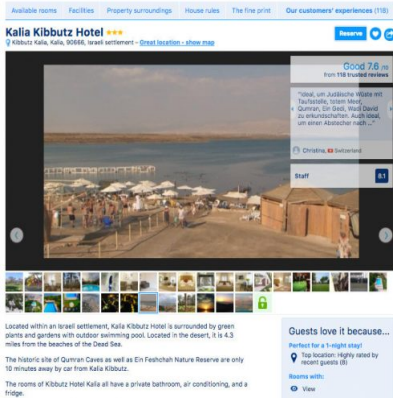 Available rooms Facilities Property surroundings House rules The fine print Our customers' experiences (118)
Kalia Kibbutz Hotel
Reserve
Kibbutz Kalia, Kalia, 90666, Israeli settlement – Great location - show map
Good 7.6 /10
from 118 trusted reviews
"Ideal, um Judäische Wüste mit
Taufstelle, totem Meer,
Qumran, Ein Gedi, Wadi David
zu erkundschaften. Auch ideal,
um einen Abstecher nach ..."
Christina, Switzerland
Staff 8.1
Located within an Israeli settlement, Kalia Kibbutz Hotel is surrounded by green
plants and gardens with outdoor swimming pool. Located in the desert, it is 4.3
miles from the beaches of the Dead Sea.
The historic site of Qumran Caves as well as Ein Feshchah Nature Reserve are only
10 minutes away by car from Kalia Kibbutz.
The rooms of Kibbutz Hotel Kalia all have a private bathroom, air conditioning, and a
fridge.
Guests love it because...
Perfect for a 1-night stay!
Top location: Highly rated by
recent guests (8)
Rooms with:
View